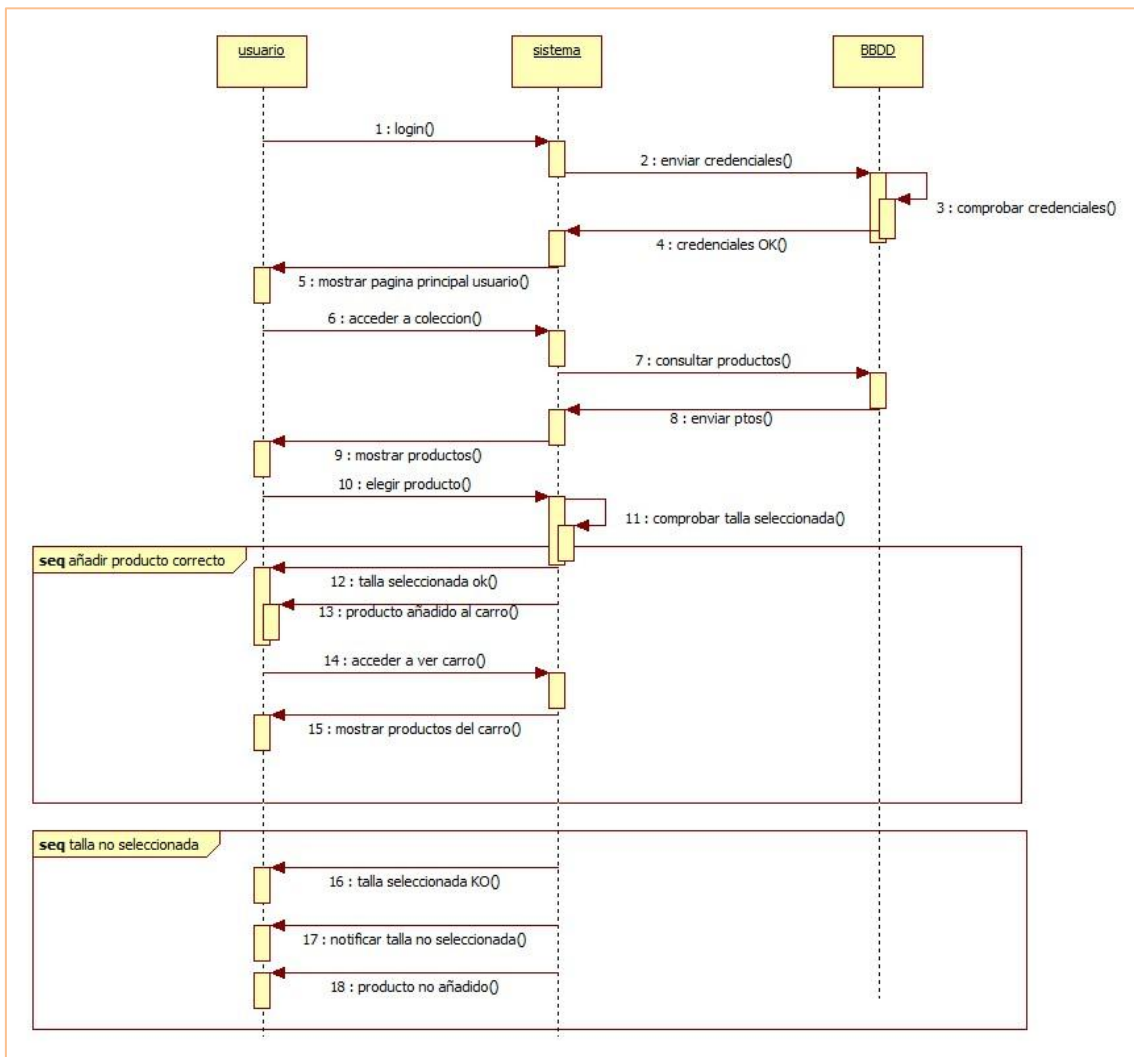 usuario
sistema
BBDD
1 : login()
2 : enviar credenciales()
3 : comprobar credenciales()
4 : credenciales OK()
5 : mostrar pagina principal usuario()
6 : acceder a coleccion()
7 : consultar productos()
8 : enviar ptos()
9 : mostrar productos()
10 : elegir producto()
11 : comprobar talla seleccionada()
seq añadir producto correcto
12 : talla seleccionada ok()
13 : producto añadido al carro()
14 : acceder a ver carro()
15 : mostrar productos del carro()
seq talla no seleccionada
16 : talla seleccionada KO()
17 : notificar talla no seleccionada()
18 : producto no añadido()